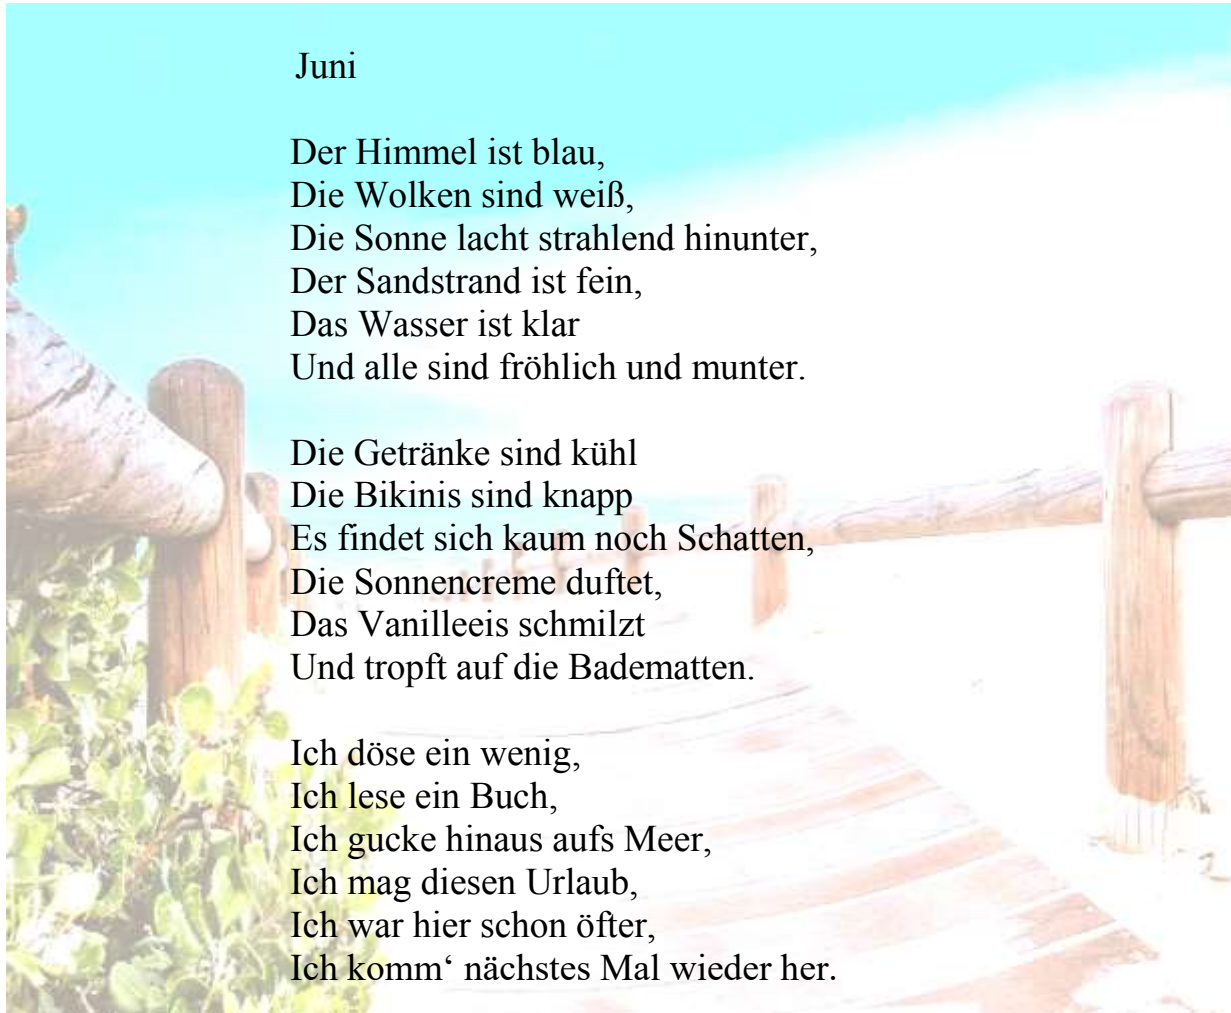 Juni
Der Himmel ist blau,
Die Wolken sind weiß,
Die Sonne lacht strahlend hinunter,
Der Sandstrand ist fein,
Das Wasser ist klar
Und alle sind fröhlich und munter.
Die Getränke sind kühl
Die Bikinis sind knapp
Es findet sich kaum noch Schatten,
Die Sonnencreme duftet,
Das Vanilleeis schmilzt
Und tropft auf die Badematten.
Ich döse ein wenig,
Ich lese ein Buch,
Ich gucke hinaus aufs Meer,
Ich mag diesen Urlaub,
Ich war hier schon öfter,
Ich komm‘ nächstes Mal wieder her.